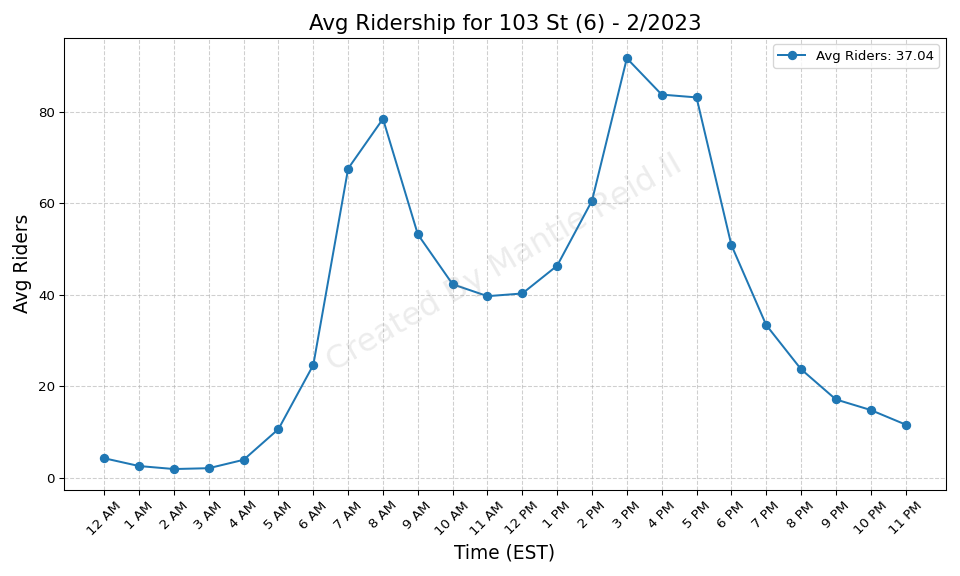 Avg Ridership for 103 St (6) - 2/2023
Avg Riders: 37.04
Avg Riders
80
60
40
20
0
Created By Mantie Reid II
12 AM 1 AM 2 AM 3 AM 4 AM 5 AM 6 AM 7 AM 8 AM 9 AM 10 AM 11 AM 12 PM 1 PM 2 PM 3 PM 4 PM 5 PM 6 PM 7 PM 8 PM 9 PM 10 PM 11 PM
Time (EST)